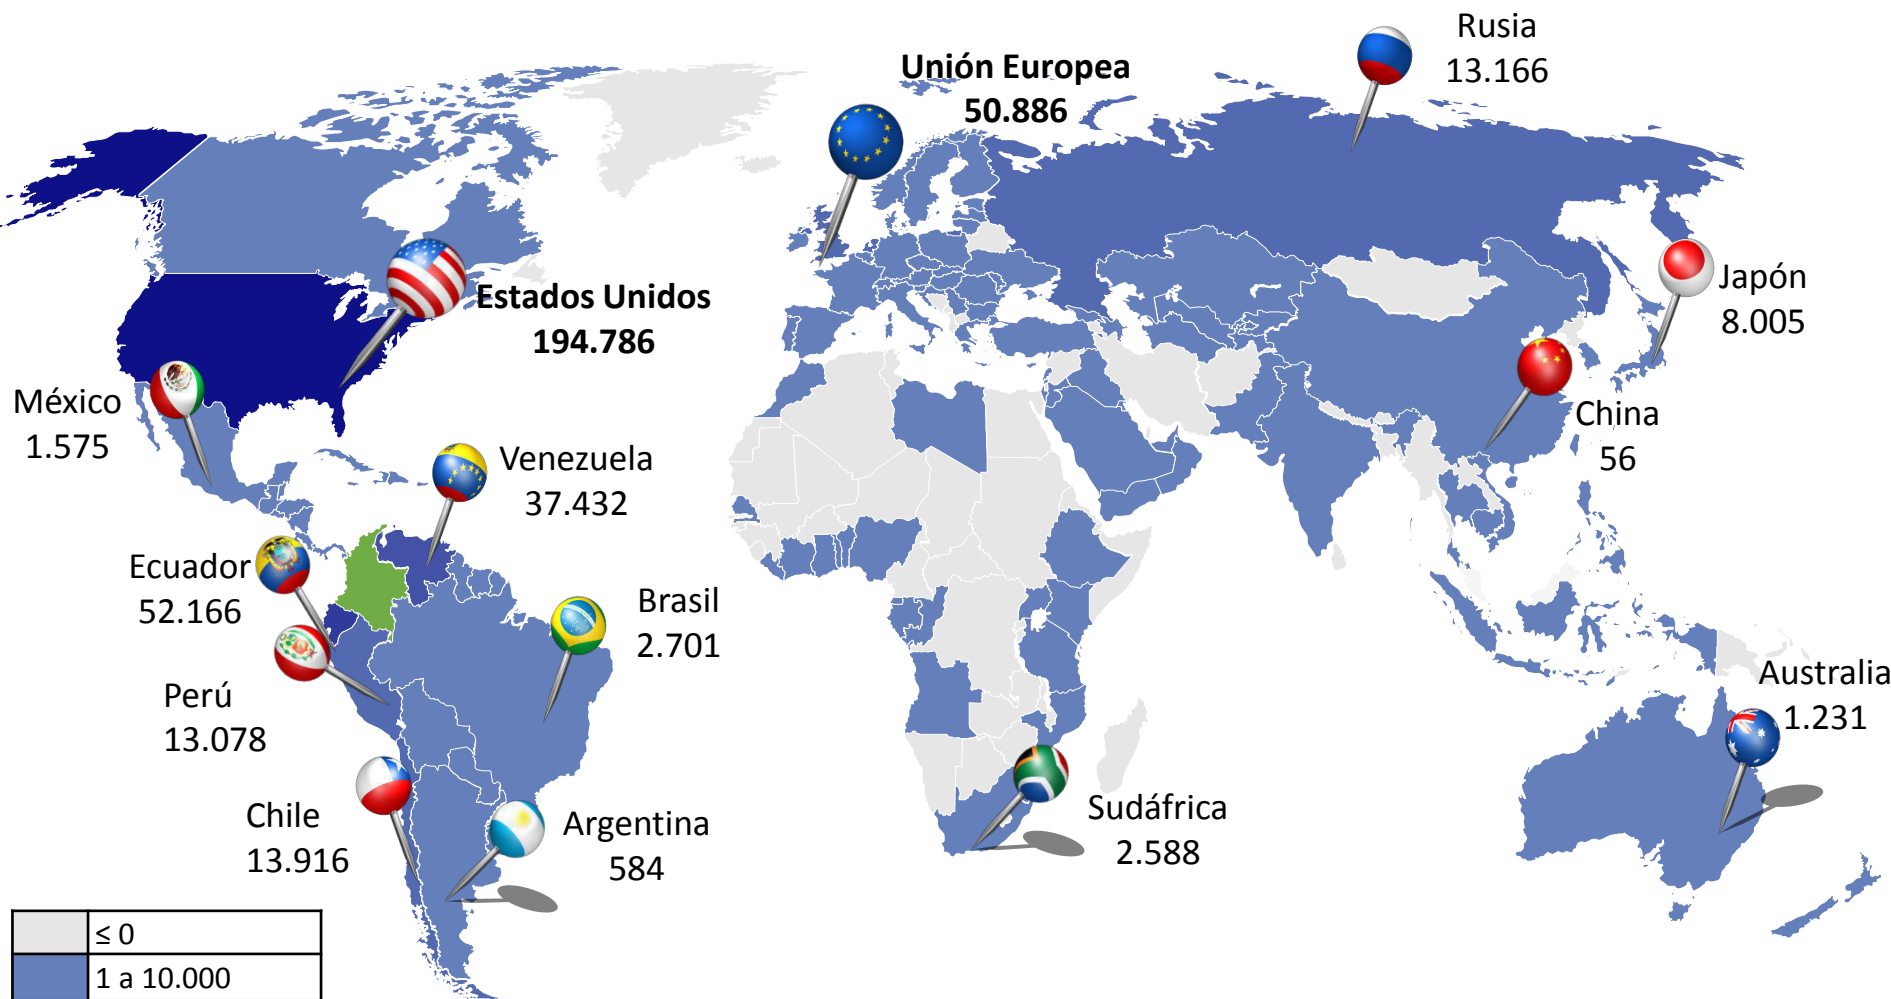 Rusia
13.166
Unión Europea
50.886
Estados Unidos
194.786
Japón
8.005
México
1.575
China
56
Venezuela
37.432
Ecuador
52.166
Brasil
2.701
Perú
13.078
Australia
1.231
Chile
13.916
Argentina
584
Sudáfrica
2.588
≤ 0
1 a 10.000